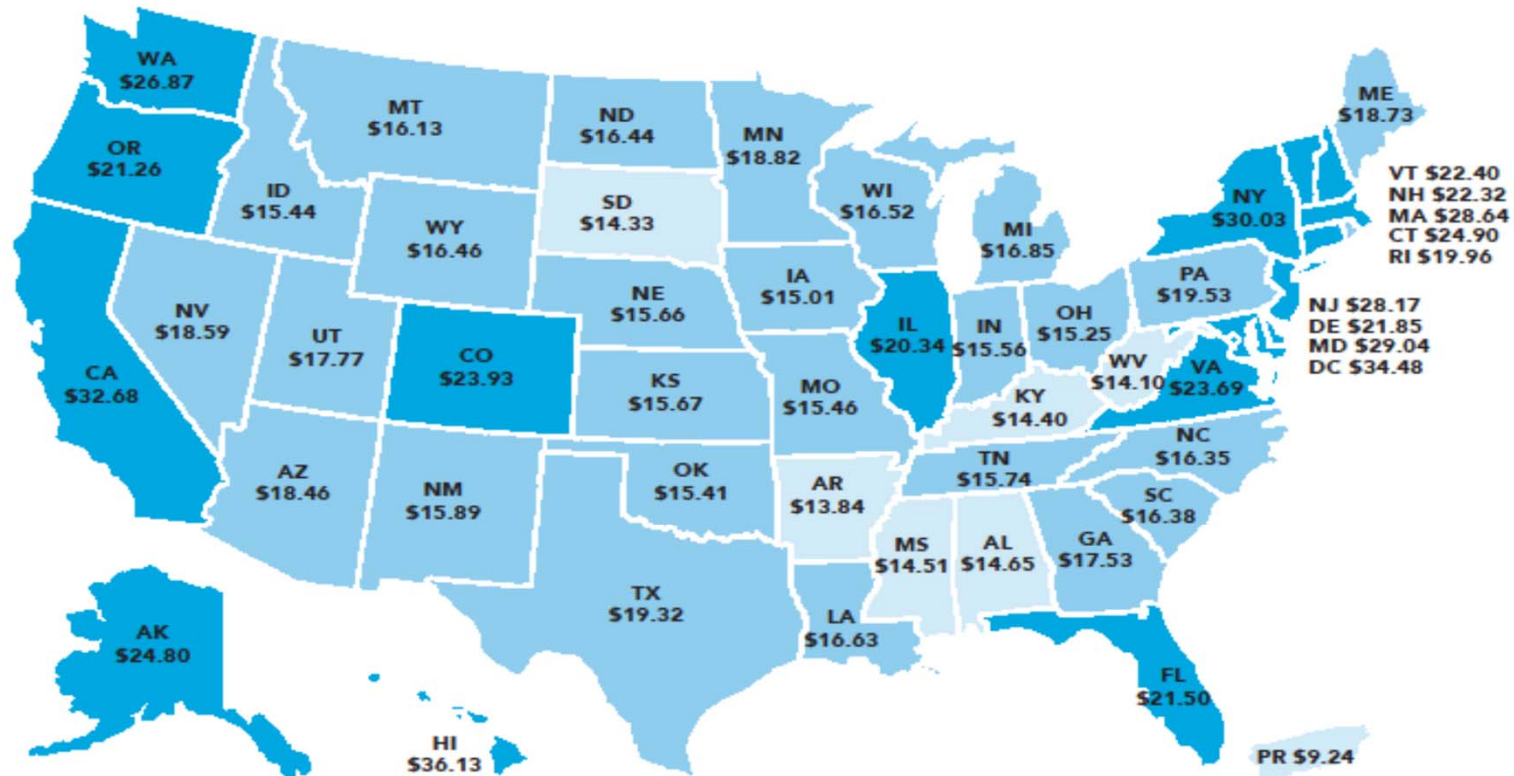 WA
$26.87
OR
$21.26
CA
$32.68
ID
$15.44
NV
$18.59
MT
$16.13
WY
$16.46
UT
$17.77
AZ
$18.46
CO
$23.93
NM
$15.89
ND
$16.44
SD
$14.33
NE
$15.66
KS
$15.67
OK
$15.41
TX
$19.32
MN
$18.82
IA
$15.01
MO
$15.46
AR
$13.84
LA
$16.63
WI
$16.52
IL
$20.34
MI
$16.85
IN
$15.56
OH
$15.25
KY
$14.40
TN
$15.74
MS
$14.51
AL
$14.65
GA
$17.53
FL
$21.50
SC
$16.38
NC
$16.35
VA
$23.69
WV
$14.10
PA
$19.53
NY
$30.03
ME
$18.73
VT $22.40
NH $22.32
MA $28.64
CT $24.90
RI $19.96
NJ $28.17
DE $21.85
MD $29.04
DC $34.48
AK
$24.80
HI
$36.13
PR $9.24